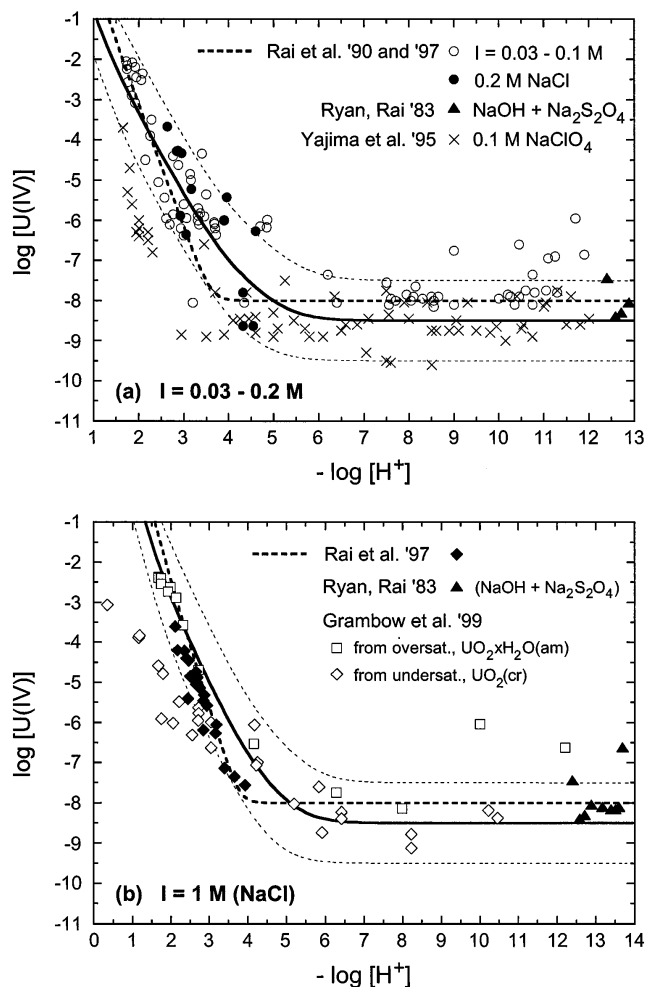 -1
-2
-3
-4
-5
-6
-7
-8
-9
-10
-11
log [U(IV)]
Rai et al. '90 and '97 I = 0.03 - 0.1 M
0.2 M NaCl
Ryan, Rai '83 NaOH + Na₂S₂O₄
Yajima et al. '95 0.1 M NaClO₄
(a) I = 0.03 - 0.2 M
1 2 3 4 5 6 7 8 9 10 11 12 13
- log [H⁺]
-1
-2
-3
-4
-5
-6
-7
-8
-9
-10
-11
log [U(IV)]
Rai et al. '97
Ryan, Rai '83 (NaOH + Na₂S₂O₄)
Grambow et al. '99
from oversat., UO₂xH₂O(am)
from undersat., UO₂(cr)
(b) I = 1 M (NaCl)
0 1 2 3 4 5 6 7 8 9 10 11 12 13 14
- log [H⁺]